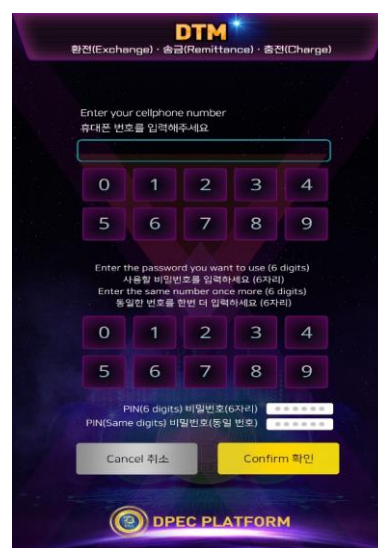 DTM
환전(Exchange) · 송금(Remittance) · 충전(Charge)
Enter your cellphone number
휴대폰 번호를 입력해주세요
0 1 2 3 4
5 6 7 8 9
Enter the password you want to use (6 digits)
사용할 비밀번호를 입력하세요 (6자리)
Enter the same number once more (6 digits)
동일한 번호를 한번 더 입력하세요 (6자리)
0 1 2 3 4
5 6 7 8 9
PIN(6 digits) 비밀번호(6자리)
PIN(Same digits) 비밀번호(동일 번호)
Cancel 취소 Confirm 확인
DPEC PLATFORM